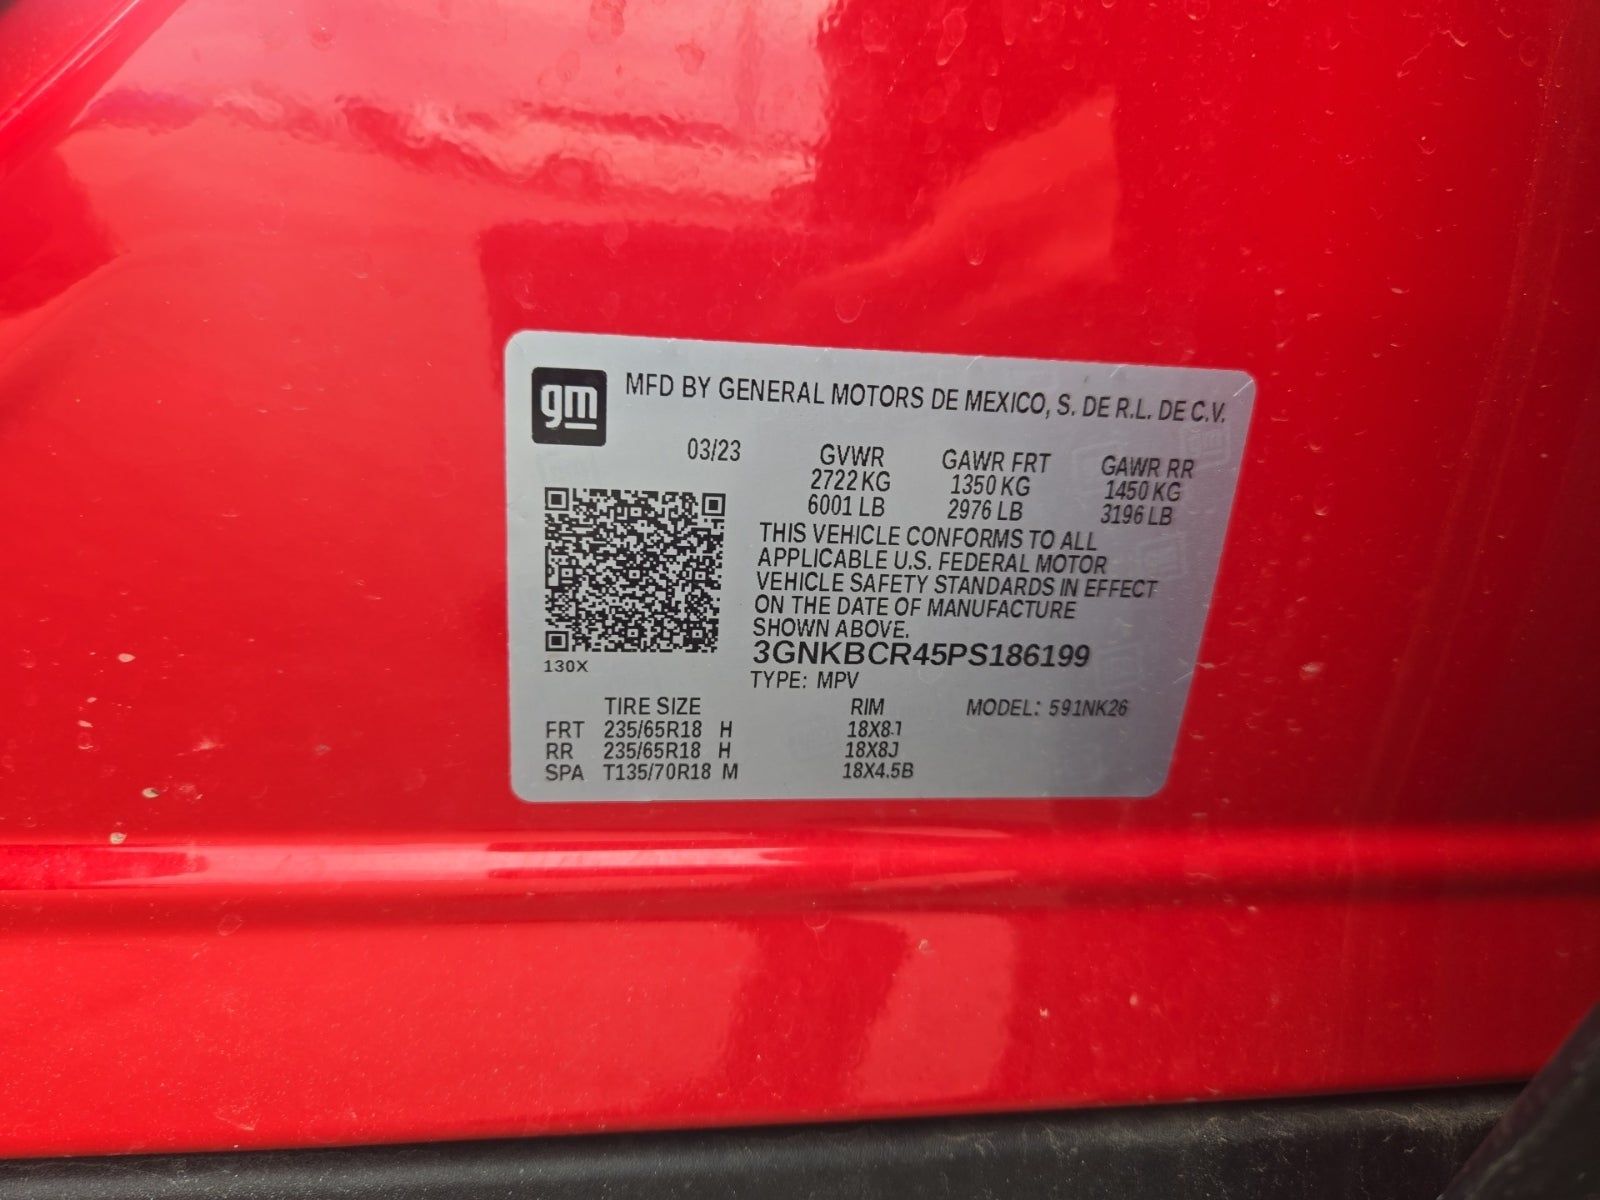 gm
MFD BY GENERAL MOTORS DE MEXICO, S. DE R.L. DE C.V.
03/23 GVWR GAWR FRT GAWR RR
2722 KG 1350 KG 1450 KG
6001 LB 2976 LB 3196 LB
THIS VEHICLE CONFORMS TO ALL
APPLICABLE U.S. FEDERAL MOTOR
VEHICLE SAFETY STANDARDS IN EFFECT
ON THE DATE OF MANUFACTURE
SHOWN ABOVE.
3GNKBCR45PS186199
130X
TYPE: MPV
TIRE SIZE RIM MODEL: 591NK26
FRT 235/65R18 H 18X8J
RR 235/65R18 H 18X8J
SPA T135/70R18 M 18X4.5B